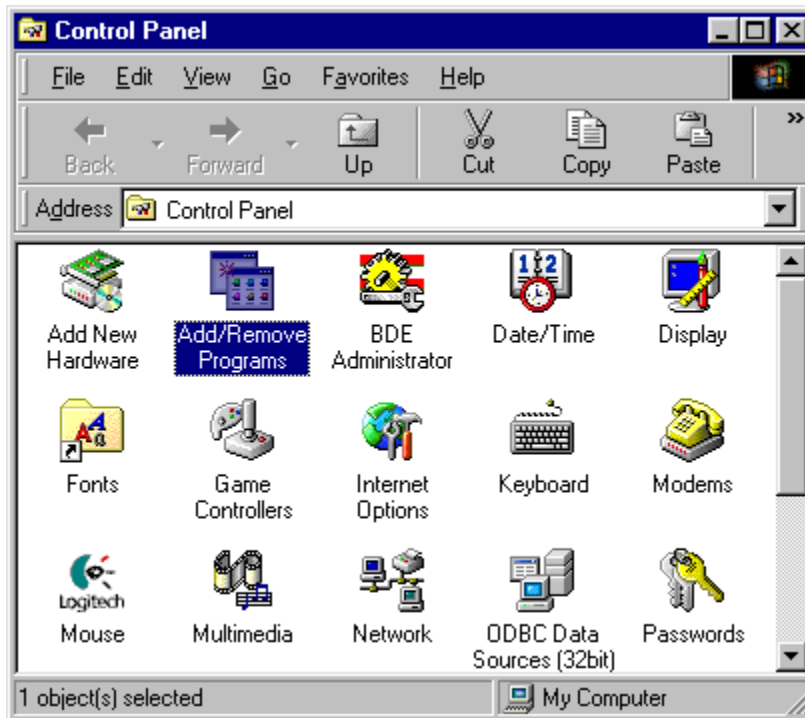 Control Panel
File Edit View Go Favorites Help
Back Forward Up Cut Copy Paste »
Address Control Panel
1 2
Add New Hardware
Add/Remove Programs
BDE Administrator
Date/Time
Display
Fonts
Game Controllers
Internet Options
Keyboard
Modems
Logitech
Mouse
Multimedia
Network
ODBC Data Sources (32bit)
Passwords
1 object(s) selected My Computer